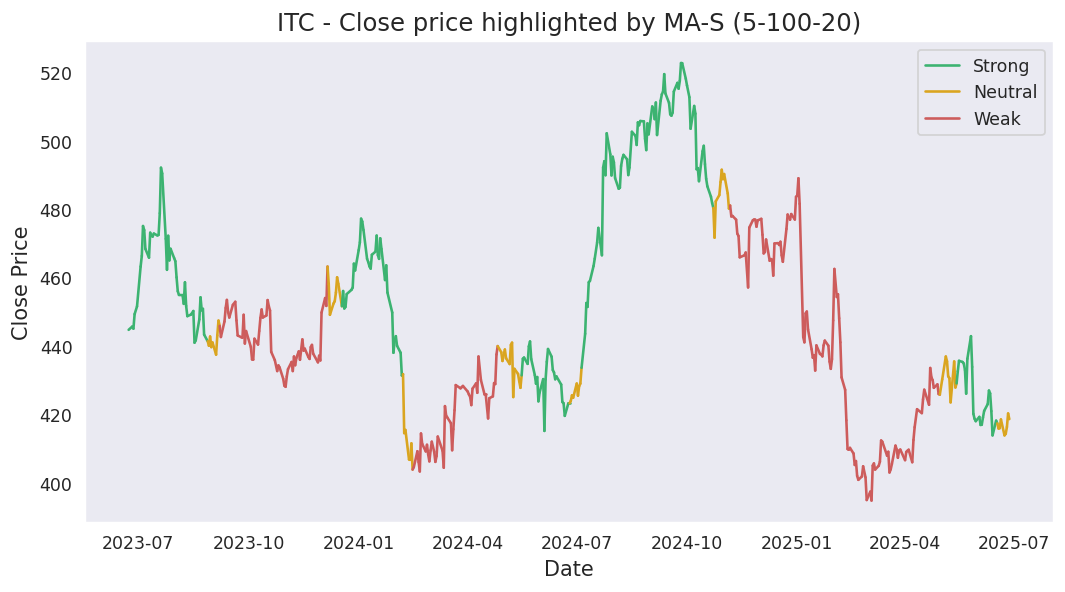 ITC - Close price highlighted by MA-S (5-100-20)
Strong
Neutral
Weak
Close Price
520
500
480
460
440
420
400
2023-07 2023-10 2024-01 2024-04 2024-07 2024-10 2025-01 2025-04 2025-07
Date